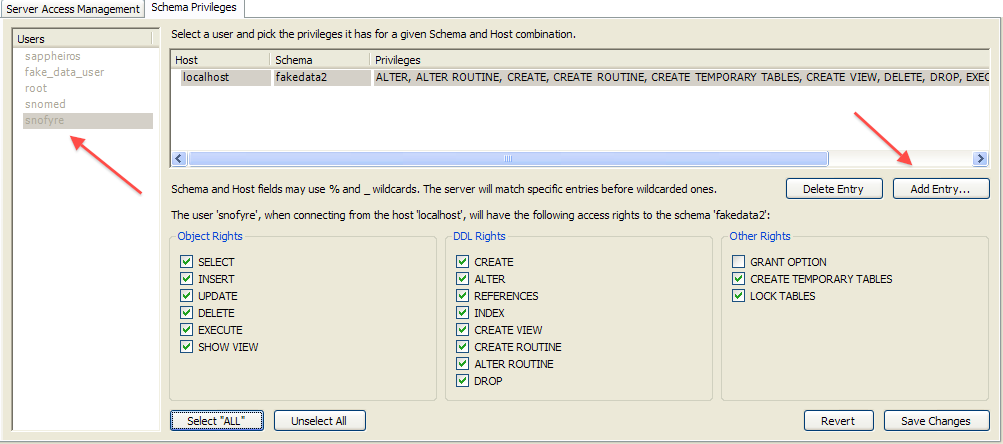 Server Access Management Schema Privileges
Users
sappheiros
fake_data_user
root
snomed
snofyre
Select a user and pick the privileges it has for a given Schema and Host combination.
Host Schema Privileges
localhost fakedata2 ALTER, ALTER ROUTINE, CREATE, CREATE ROUTINE, CREATE TEMPORARY TABLES, CREATE VIEW, DELETE, DROP, EXEC
Schema and Host fields may use % and _ wildcards. The server will match specific entries before wildcarded ones.
Delete Entry Add Entry...
The user 'snofyre', when connecting from the host 'localhost', will have the following access rights to the schema 'fakedata2':
Object Rights
SELECT
INSERT
UPDATE
DELETE
EXECUTE
SHOW VIEW
DDL Rights
CREATE
ALTER
REFERENCES
INDEX
CREATE VIEW
CREATE ROUTINE
ALTER ROUTINE
DROP
Other Rights
GRANT OPTION
CREATE TEMPORARY TABLES
LOCK TABLES
Select "ALL" Unselect All Revert Save Changes